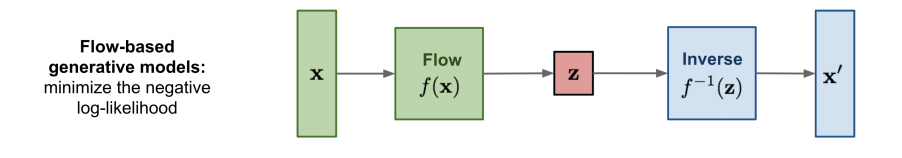 Flow-based
generative models:
minimize the negative
log-likelihood
x
Flow
f(x)
z
Inverse
f⁻¹(z)
x′